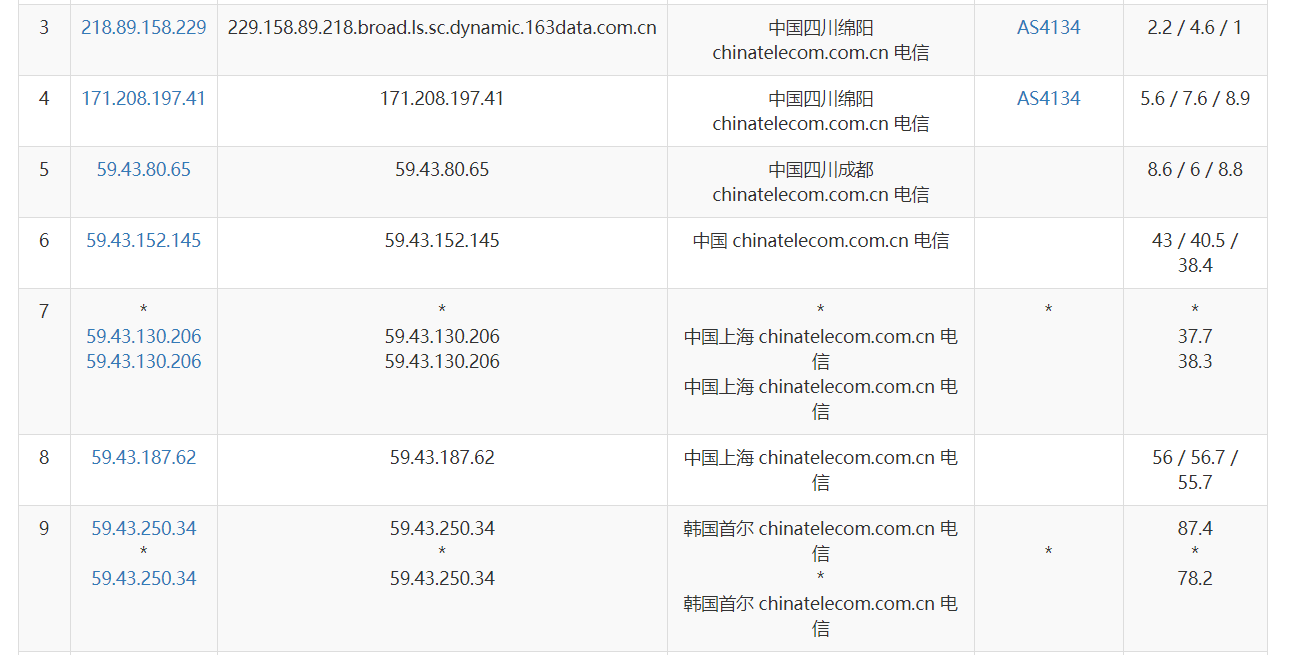 3 218.89.158.229 229.158.89.218.broad.ls.sc.dynamic.163data.com.cn 中国四川绵阳 AS4134 2.2 / 4.6 / 1
chinatelecom.com.cn 电信
4 171.208.197.41 171.208.197.41 中国四川绵阳 AS4134 5.6 / 7.6 / 8.9
chinatelecom.com.cn 电信
5 59.43.80.65 59.43.80.65 中国四川成都 8.6 / 6 / 8.8
chinatelecom.com.cn 电信
6 59.43.152.145 59.43.152.145 中国 chinatelecom.com.cn 电信 43 / 40.5 /
38.4
7 * * * * *
59.43.130.206 59.43.130.206 中国上海 chinatelecom.com.cn 电 37.7
59.43.130.206 59.43.130.206 信 38.3
中国上海 chinatelecom.com.cn 电
信
8 59.43.187.62 59.43.187.62 中国上海 chinatelecom.com.cn 电 56 / 56.7 /
信 55.7
9 59.43.250.34 59.43.250.34 韩国首尔 chinatelecom.com.cn 电 87.4
* * 信 * *
59.43.250.34 59.43.250.34 * 78.2
韩国首尔 chinatelecom.com.cn 电
信